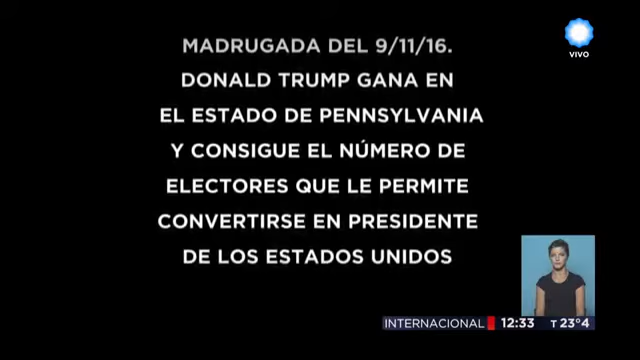 MADRUGADA DEL 9/11/16.
DONALD TRUMP GANA EN
EL ESTADO DE PENNSYLVANIA
Y CONSIGUE EL NÚMERO DE
ELECTORES QUE LE PERMITE
CONVERTIRSE EN PRESIDENTE
DE LOS ESTADOS UNIDOS
VIVO
INTERNACIONAL 12:33 T 23°4